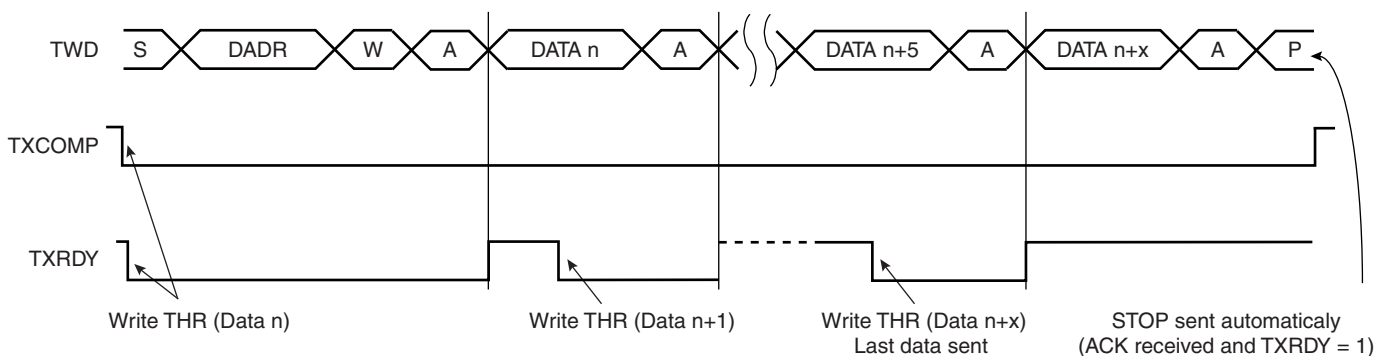 TWD S DADR W A DATA n A DATA n+5 A DATA n+x A P
TXCOMP
TXRDY
Write THR (Data n)
Write THR (Data n+1)
Write THR (Data n+x)
Last data sent
STOP sent automaticaly
(ACK received and TXRDY = 1)